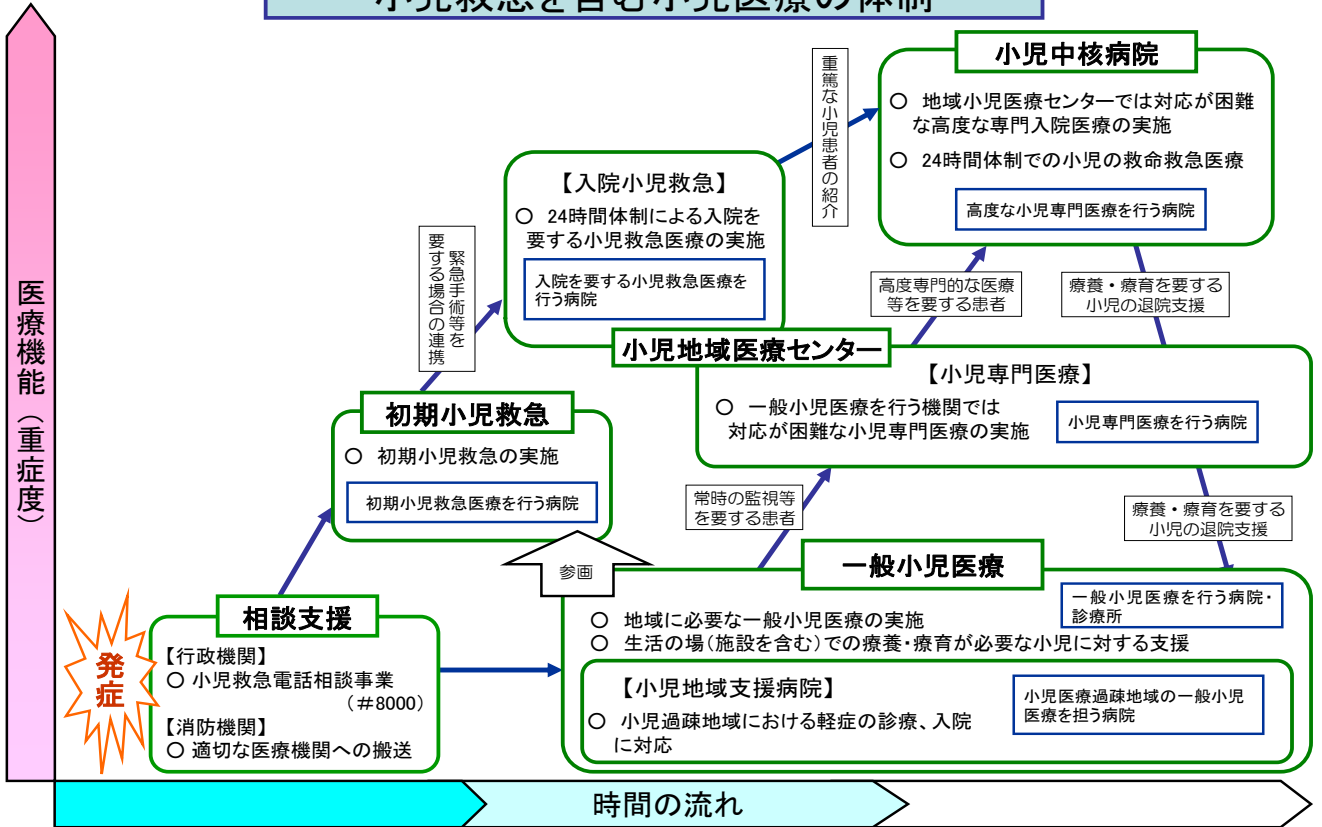 小児救急を含む小児医療の体制
医療機能（重症度）
小児中核病院
○ 地域小児医療センターでは対応が困難
な高度な専門入院医療の実施
○ 24時間体制での小児の救命救急医療
高度な小児専門医療を行う病院
重篤な小児患者の紹介
【入院小児救急】
○ 24時間体制による入院を
要する小児救急医療の実施
入院を要する小児救急医療を
行う病院
緊急手術等を
要する場合の連携
高度専門的な医療
等を要する患者
療養・療育を要する
小児の退院支援
小児地域医療センター
【小児専門医療】
○ 一般小児医療を行う機関では
対応が困難な小児専門医療の実施
小児専門医療を行う病院
初期小児救急
○ 初期小児救急の実施
初期小児救急医療を行う病院
常時の監視等
を要する患者
療養・療育を要する
小児の退院支援
参画
一般小児医療
一般小児医療を行う病院・
診療所
○ 地域に必要な一般小児医療の実施
○ 生活の場（施設を含む）での療養・療育が必要な小児に対する支援
【小児地域支援病院】
○ 小児過疎地域における軽症の診療、入院
に対応
小児医療過疎地域の一般小児
医療を担う病院
発症
相談支援
【行政機関】
○ 小児救急電話相談事業
（＃8000）
【消防機関】
○ 適切な医療機関への搬送
時間の流れ